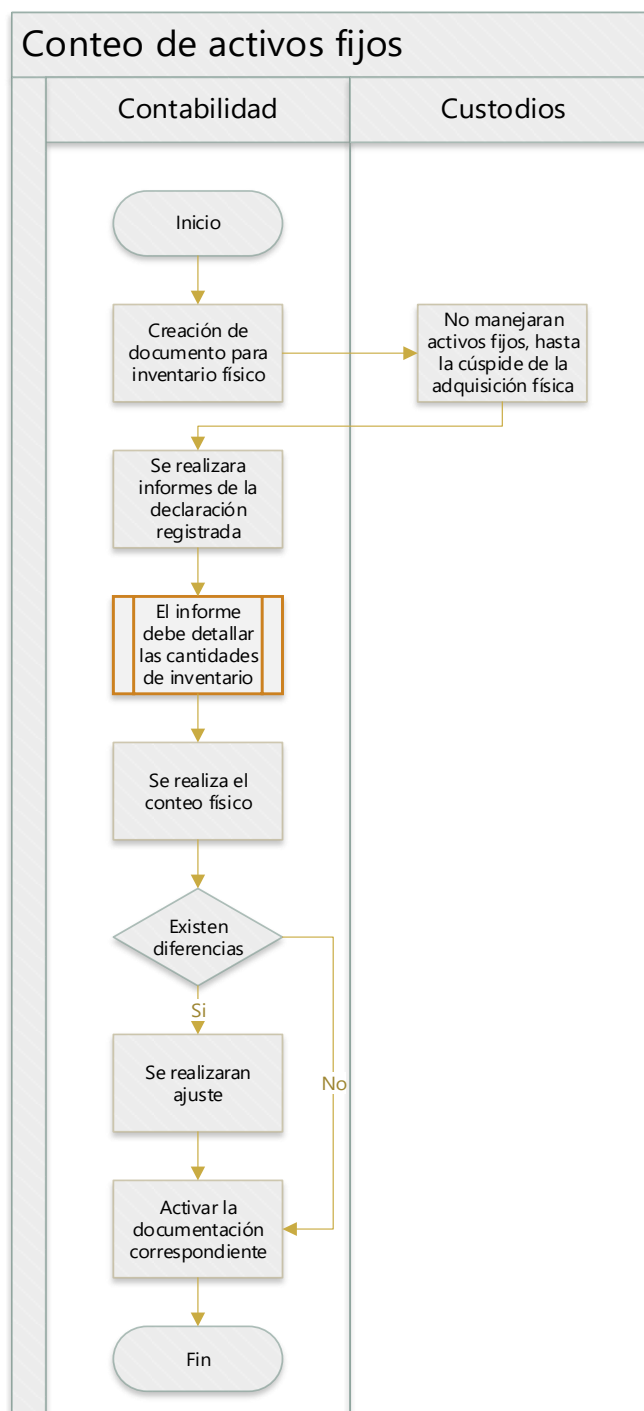 Conteo de activos fijos
Contabilidad
Custodios
Inicio
Creación de
documento para
inventario físico
No manejaran
activos fijos, hasta
la cúspide de la
adquisición física
Se realizara
informes de la
declaración
registrada
El informe
debe detallar
las cantidades
de inventario
Se realiza el
conteo físico
Existen
diferencias
Si
No
Se realizaran
ajuste
Activar la
documentación
correspondiente
Fin